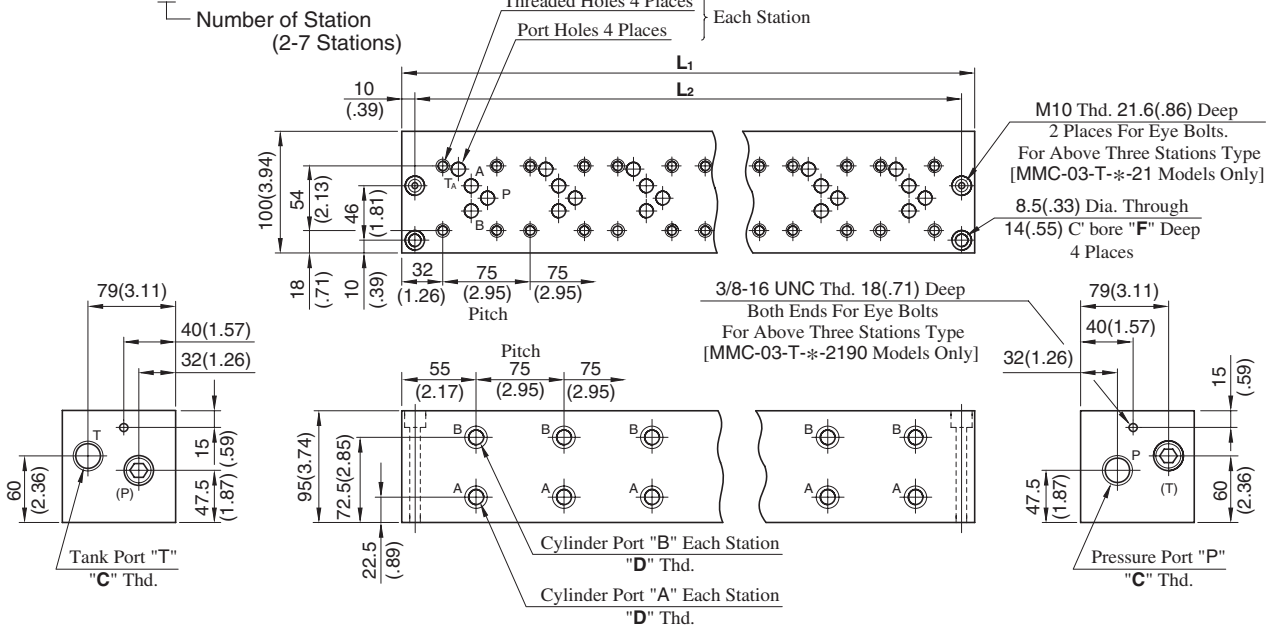 Threaded Holes 4 Places
Number of Station
(2-7 Stations)
Port Holes 4 Places
Each Station
L1
L2
10
(.39)
M10 Thd. 21.6(.86) Deep
2 Places For Eye Bolts.
For Above Three Stations Type
[MMC-03-T-*-21 Models Only]
8.5(.33) Dia. Through
14(.55) C' bore "F" Deep
4 Places
100(3.94)
54
(2.13)
46
(1.81)
TA
A
P
B
18
(.71)
10
(.39)
32
(1.26)
75
(2.95)
75
(2.95)
Pitch
3/8-16 UNC Thd. 18(.71) Deep
Both Ends For Eye Bolts
For Above Three Stations Type
[MMC-03-T-*-2190 Models Only]
79(3.11)
40(1.57)
32(1.26)
T
(P)
15
(.59)
60
(2.36)
47.5
(1.87)
Tank Port "T"
"C" Thd.
Pitch
55
(2.17)
75
(2.95)
75
(2.95)
B
B
B
B
B
A
A
A
A
A
95(3.74)
72.5(2.85)
22.5
(.89)
Cylinder Port "B" Each Station
"D" Thd.
Cylinder Port "A" Each Station
"D" Thd.
79(3.11)
40(1.57)
32(1.26)
15
(.59)
P
(T)
47.5
(1.87)
60
(2.36)
Pressure Port "P"
"C" Thd.